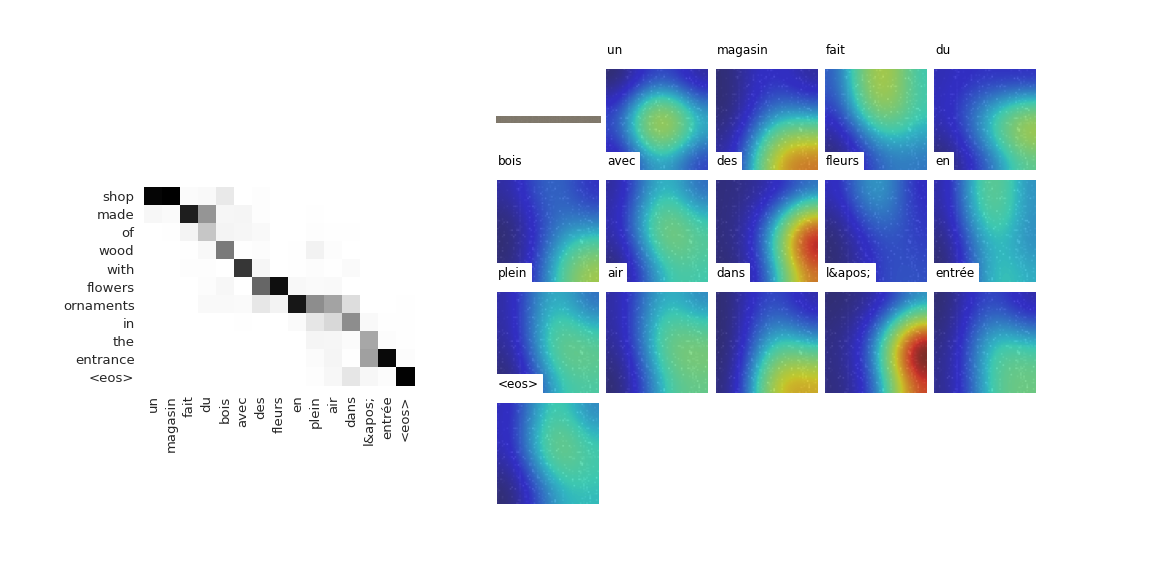 shop
made
of
wood
with
flowers
ornaments
in
the
entrance
<eos>
un
magasin
fait
du
bois
avec
des
fleurs
en
plein
air
dans
l&apos;
entrée
<eos>
un magasin fait du
bois avec des fleurs en
plein air dans l&apos; entrée
<eos>